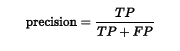 precision = TP / TP + FP